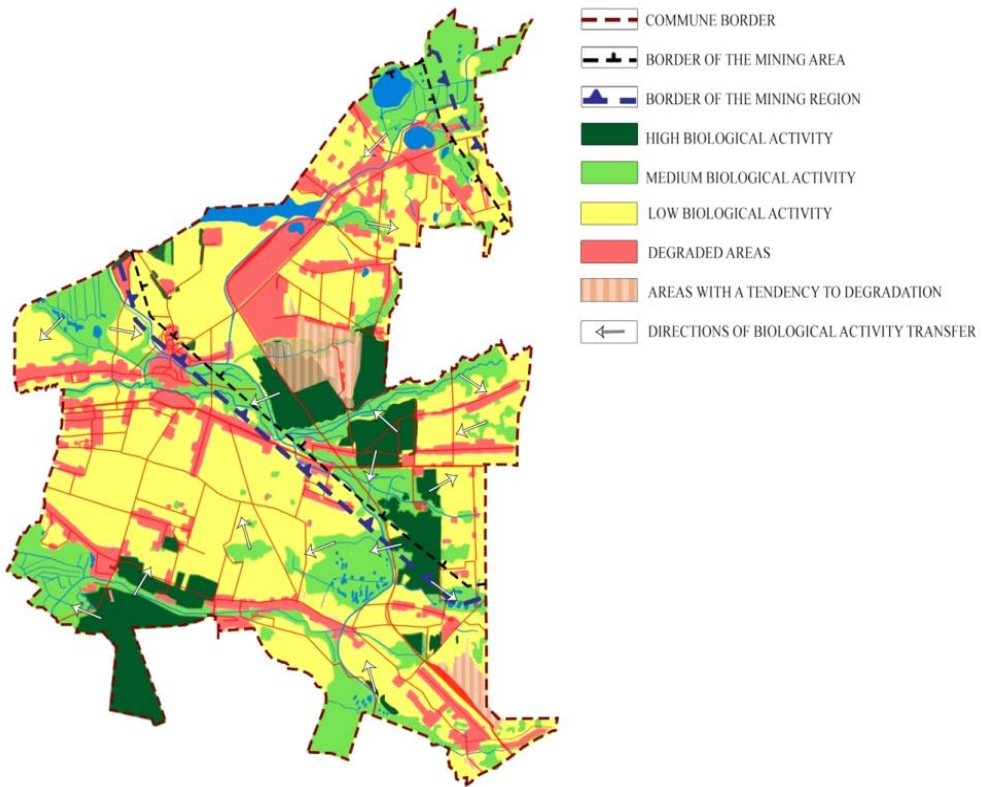 COMMUNE BORDER
BORDER OF THE MINING AREA
BORDER OF THE MINING REGION
HIGH BIOLOGICAL ACTIVITY
MEDIUM BIOLOGICAL ACTIVITY
LOW BIOLOGICAL ACTIVITY
DEGRADED AREAS
AREAS WITH A TENDENCY TO DEGRADATION
DIRECTIONS OF BIOLOGICAL ACTIVITY TRANSFER